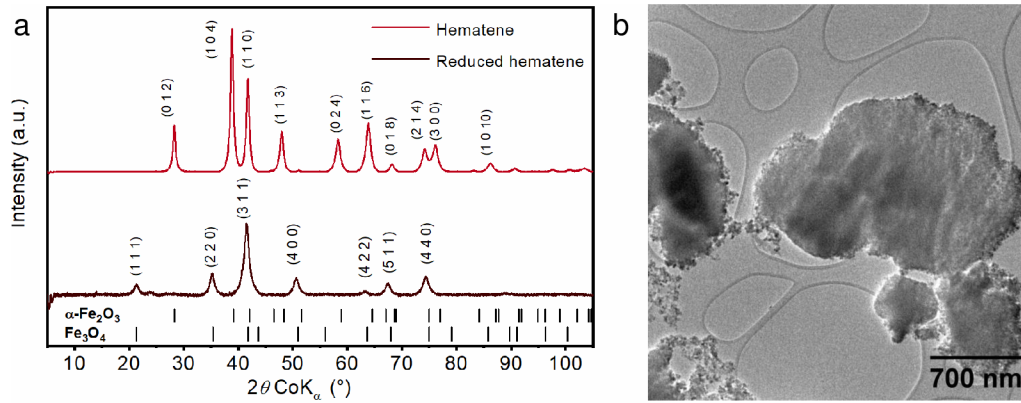 a
b
Intensity (a.u.)
Hematene
Reduced hematene
(0 1 2)
(1 0 4)
(1 1 0)
(1 1 3)
(0 2 4)
(1 1 6)
(0 1 8)
(2 1 4)
(3 0 0)
(1 0 10)
(1 1 1)
(2 2 0)
(3 1 1)
(4 0 0)
(4 2 2)
(5 1 1)
(4 4 0)
α-Fe₂O₃
Fe₃O₄
10 20 30 40 50 60 70 80 90 100
2θ CoKα (°)
700 nm